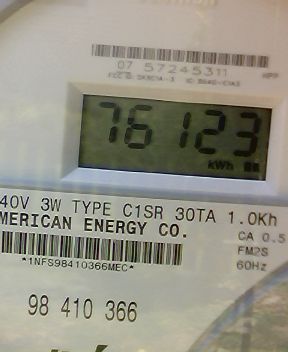 07 57245311
76123
kWh
40V 3W TYPE C1SR 30TA 1.0Kh
MERICAN ENERGY CO.
CA 0.5
FM2S
*1NFS98410366MEC*
60Hz
98 410 366